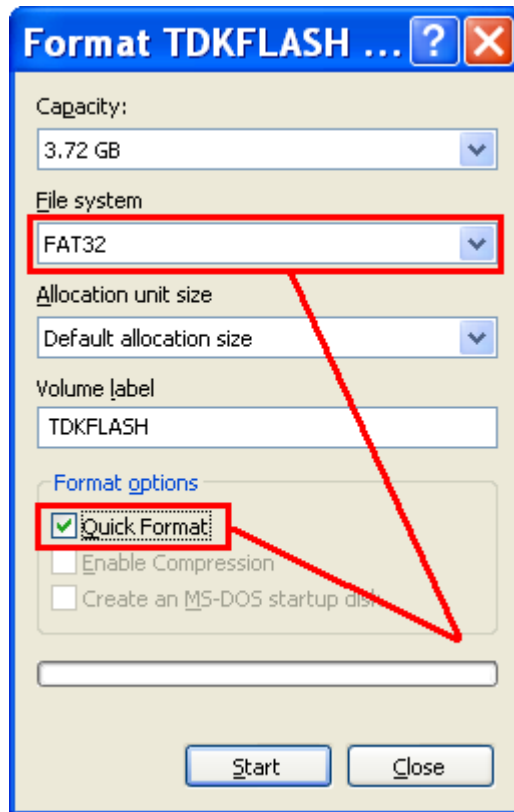 Format TDKFLASH ... ?
Capacity:
3.72 GB
File system
FAT32
Allocation unit size
Default allocation size
Volume label
TDKFLASH
Format options
Quick Format
Enable Compression
Create an MS-DOS startup disk
Start Close